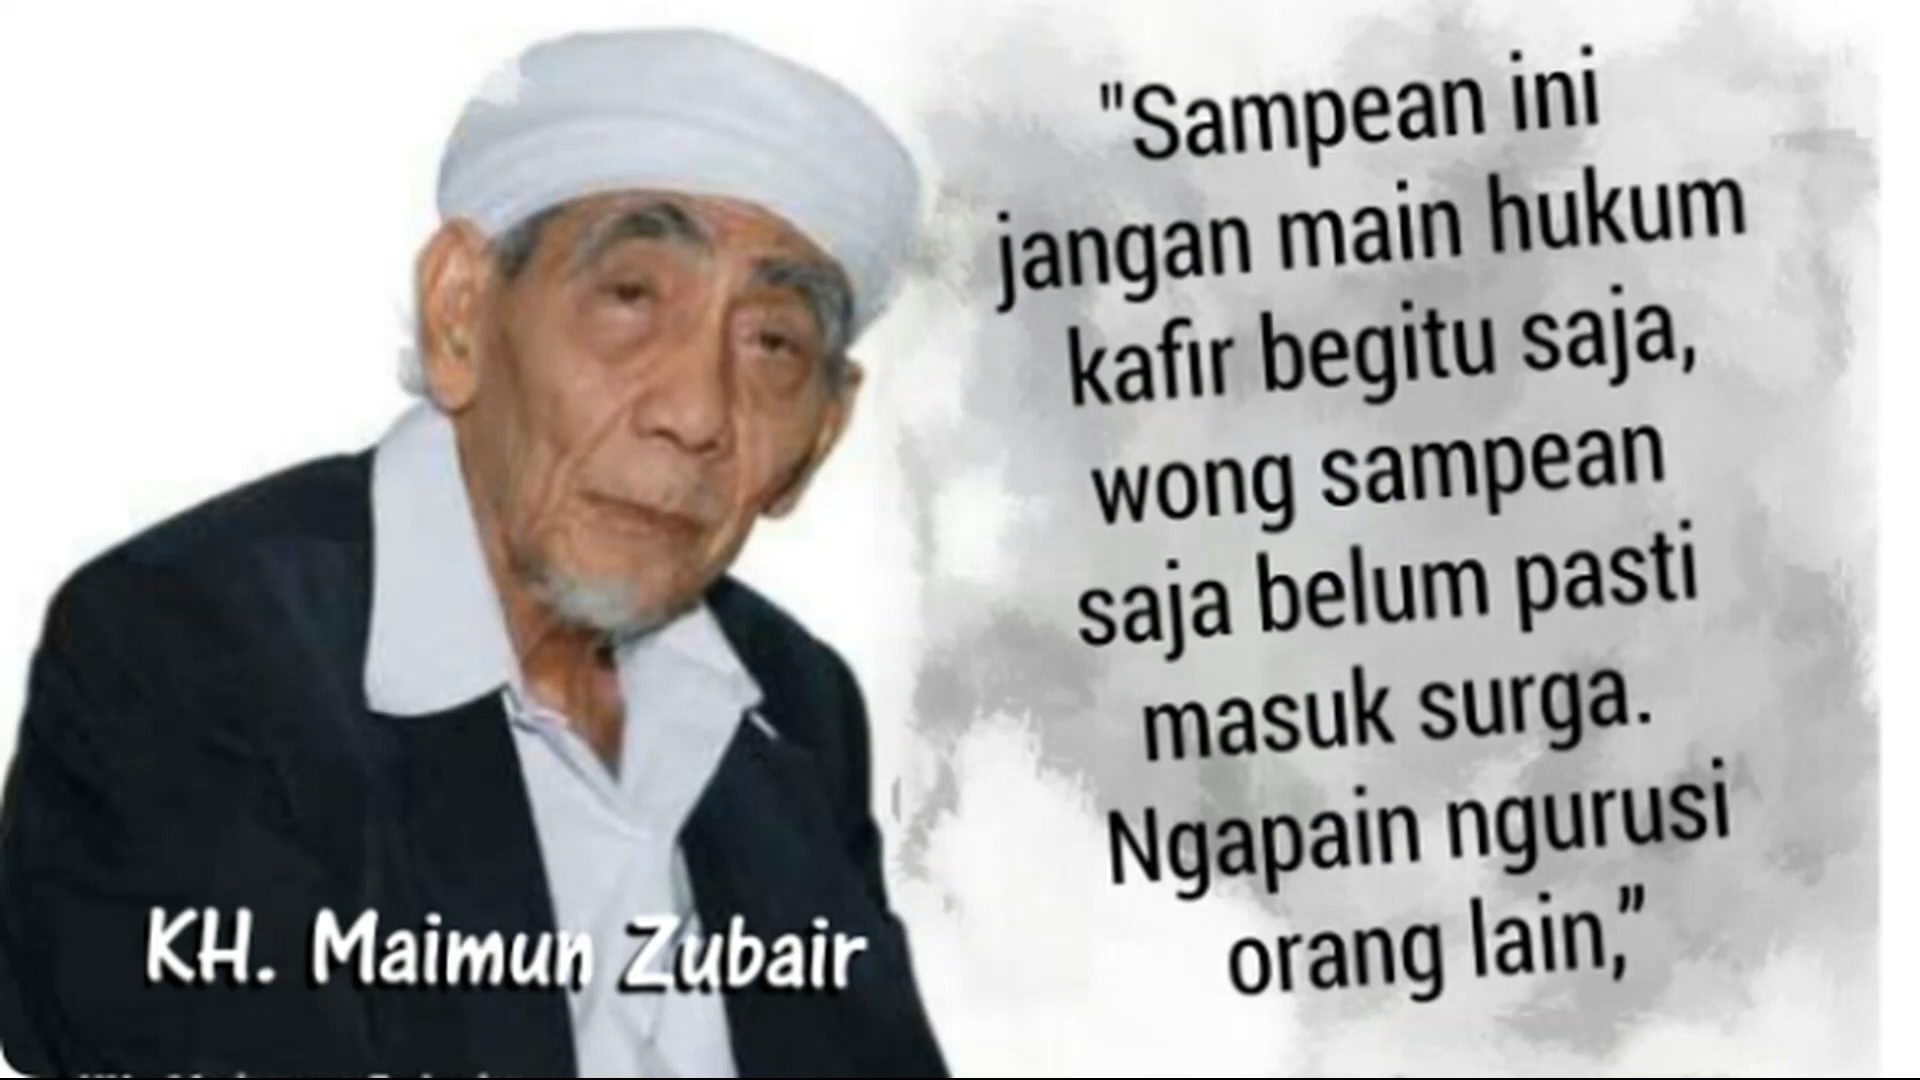 "Sampean ini
jangan main hukum
kafir begitu saja,
wong sampean
saja belum pasti
masuk surga.
Ngapain ngurusi
orang lain,”
KH. Maimun Zubair